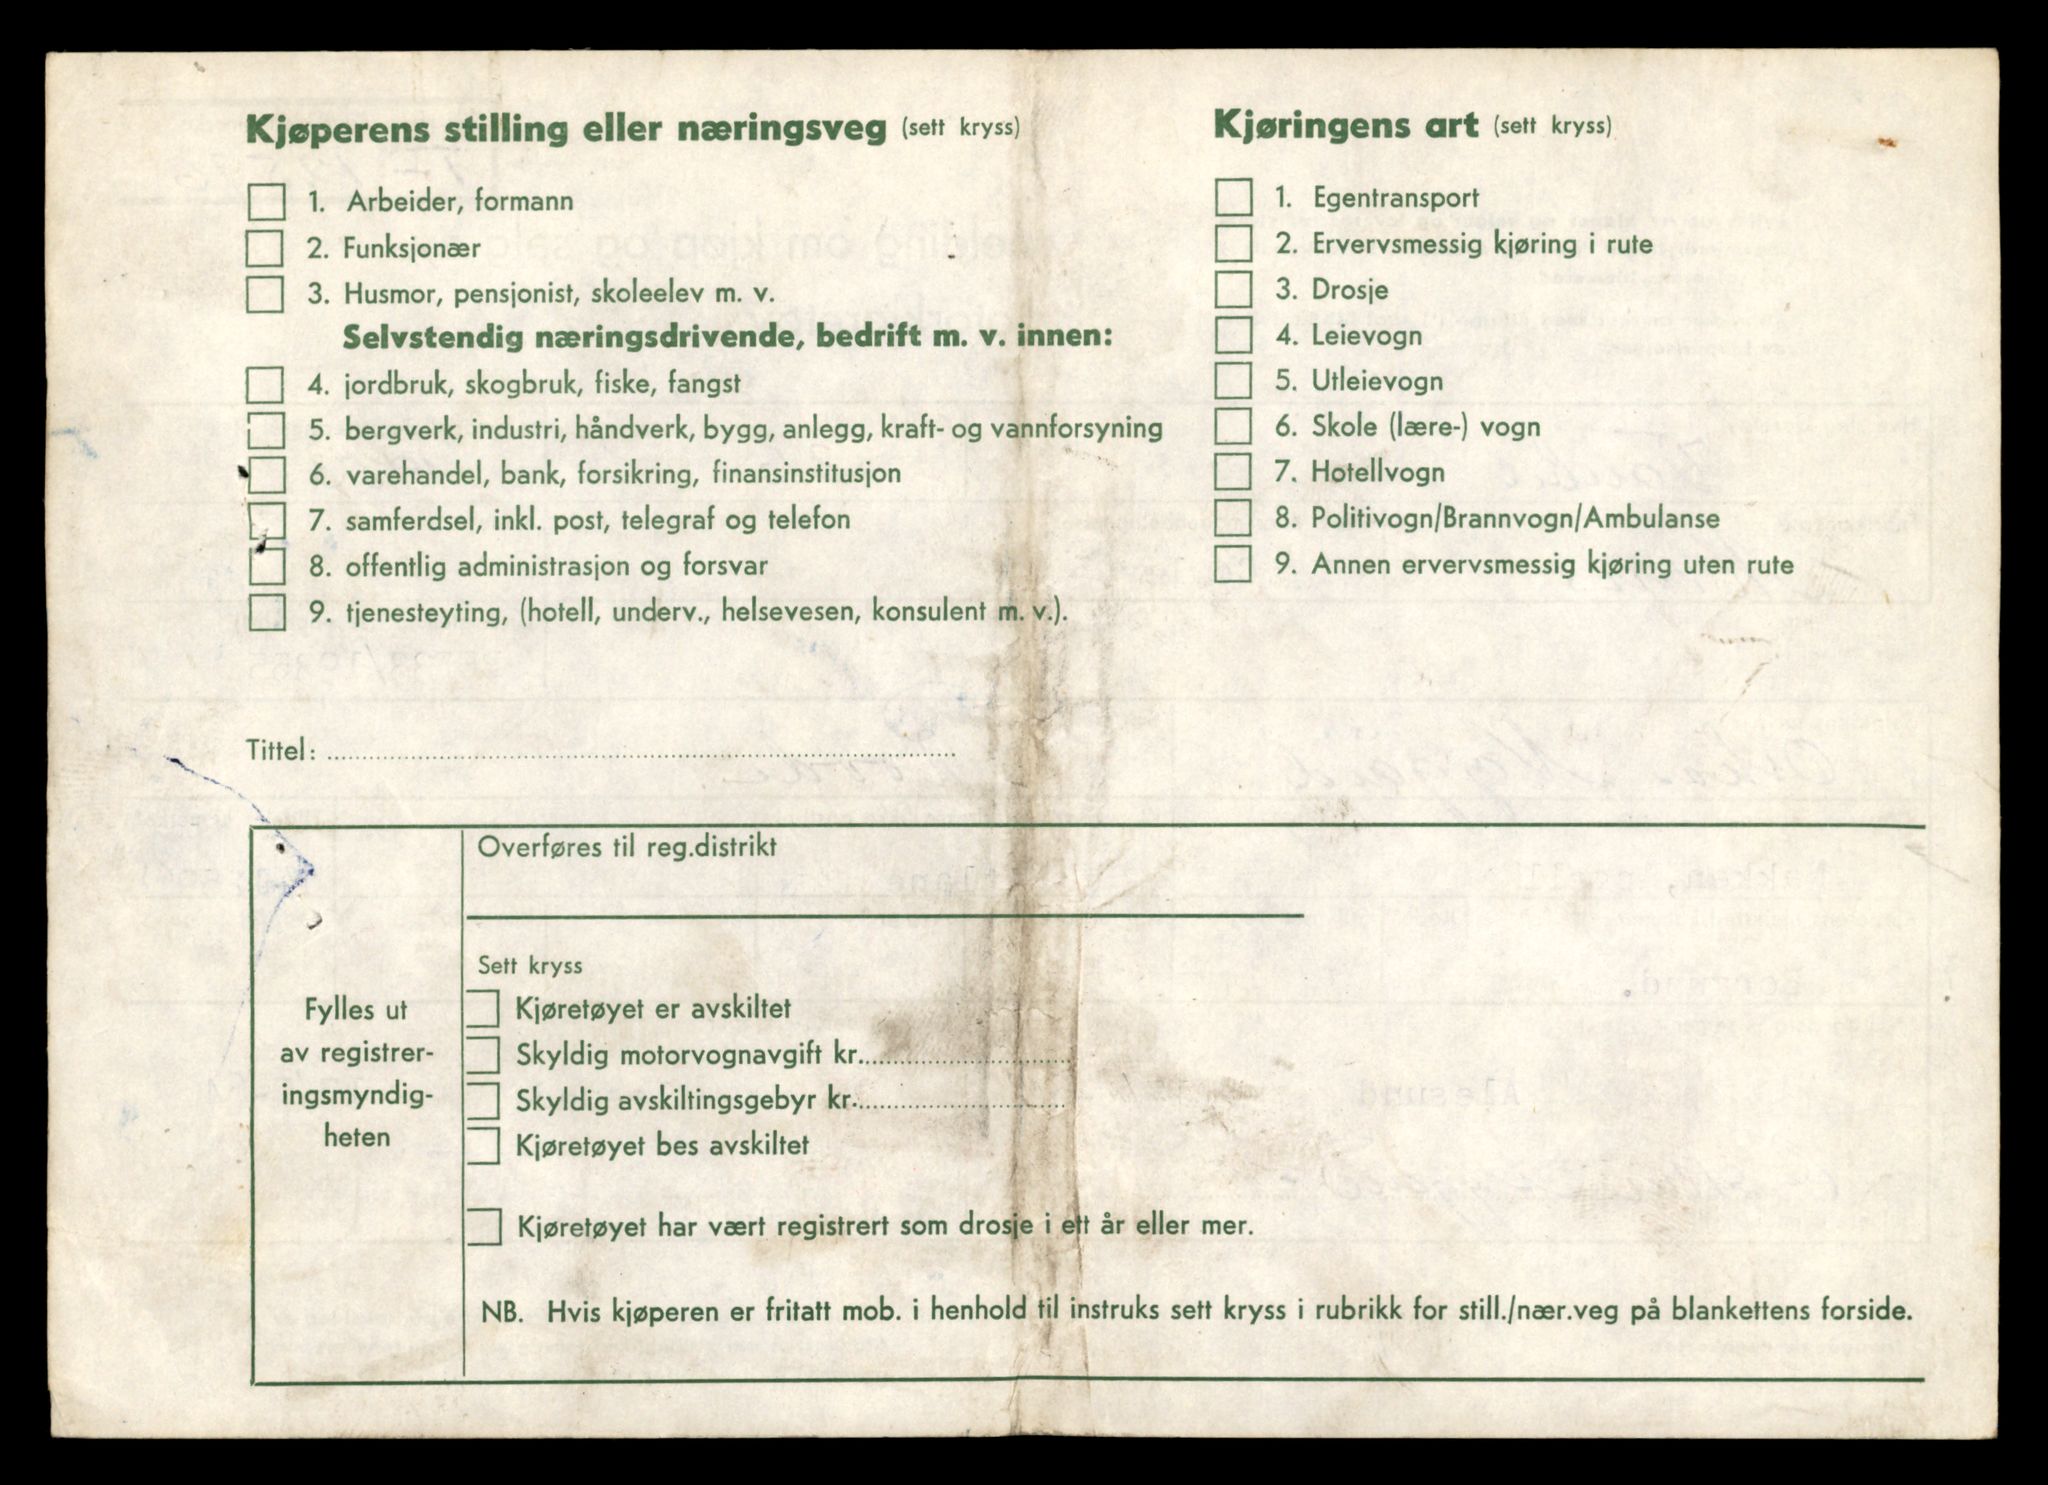 Kjøperens stilling eller næringsveg (sett kryss)
1. Arbeider, formann
2. Funksjonær
3. Husmor, pensjonist, skoleelev m. v.
Selvstendig næringsdrivende, bedrift m. v. innen:
4. jordbruk, skogbruk, fiske, fangst
5. bergverk, industri, håndverk, bygg, anlegg, kraft- og vannforsyning
6. varehandel, bank, forsikring, finansinstitusjon
7. samferdsel, inkl. post, telegraf og telefon
8. offentlig administrasjon og forsvar
9. tjenesteyting, (hotell, underv., helsevesen, konsulent m. v.).
Kjøringens art (sett kryss)
1. Egentransport
2. Ervervsmessig kjøring i rute
3. Drosje
4. Leievogn
5. Utleievogn
6. Skole (lære-) vogn
7. Hotellvogn
8. Politivogn/Brannvogn/Ambulanse
9. Annen ervervsmessig kjøring uten rute
Tittel:
Fylles ut
av registrer-
ingsmyndig-
heten
Overføres til reg.distrikt
Sett kryss
Kjøretøyet er avskiltet
Skyldig motorvognavgift kr.
Skyldig avskiltingsgebyr kr.
Kjøretøyet bes avskiltet
Kjøretøyet har vært registrert som drosje i ett år eller mer.
NB. Hvis kjøperen er fritatt mob. i henhold til instruks sett kryss i rubrikk for still./nær.veg på blankettens forside.